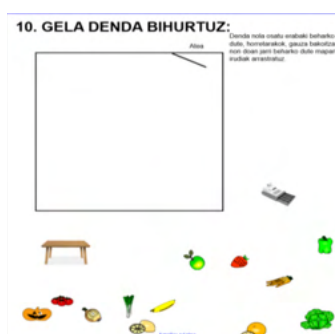 10. GELA DENDA BIHURTUZ:
Denda nola osatu erabaki beharko
dute, horretarako, gauza bakoitza
non doan jarri beharko dute mapan
irudiak arrastratuz.
Atea